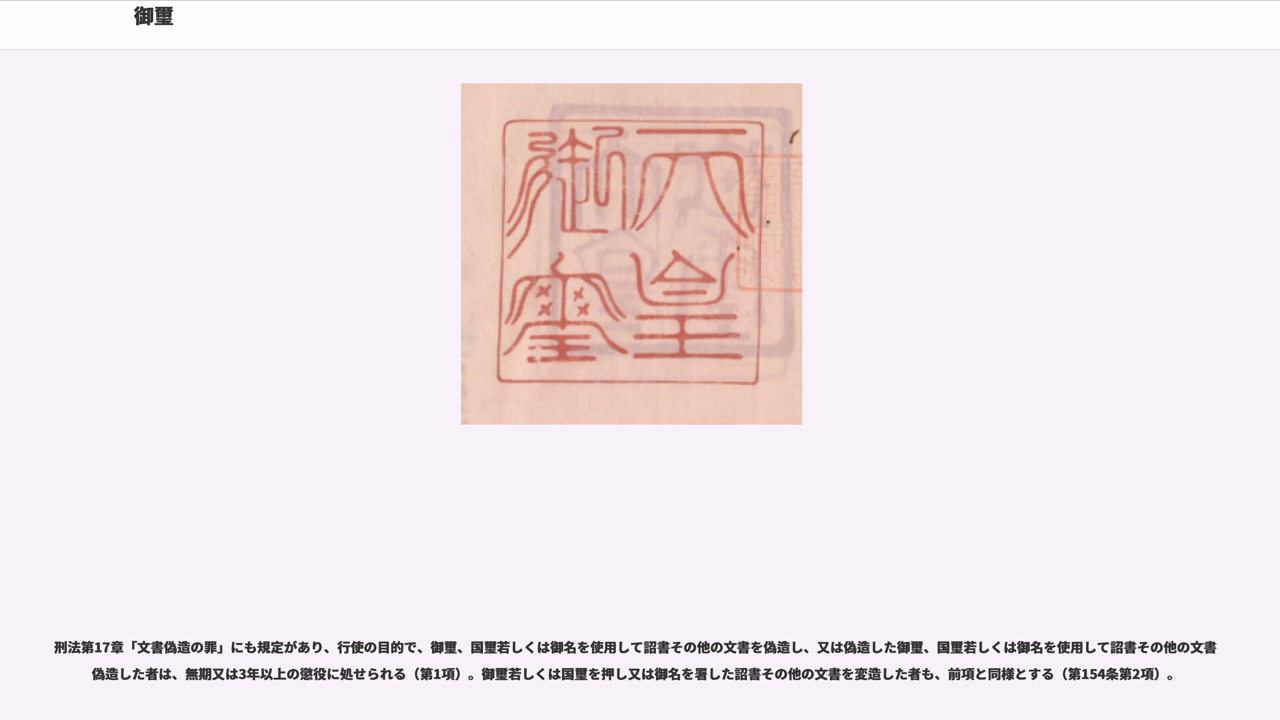 御璽
天皇
御璽
刑法第17章「文書偽造の罪」にも規定があり、行使の目的で、御璽、国璽若しくは御名を使用して詔書その他の文書を偽造し、又は偽造した御璽、国璽若しくは御名を使用して詔書その他の文書
偽造した者は、無期又は3年以上の懲役に処せられる（第1項）。御璽若しくは国璽を押し又は御名を署した詔書その他の文書を変造した者も、前項と同様とする（第154条第2項）。